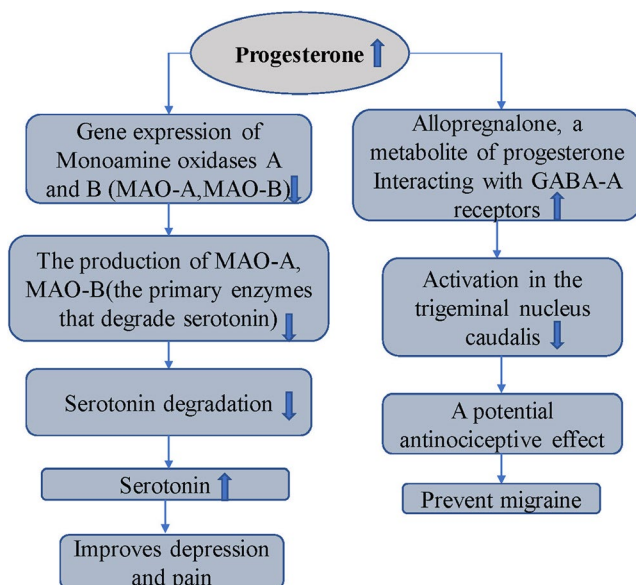 Progesterone
Gene expression of
Monoamine oxidases A
and B (MAO-A,MAO-B)
The production of MAO-A,
MAO-B(the primary enzymes
that degrade serotonin)
Serotonin degradation
Serotonin
Improves depression
and pain
Allopregnalone, a
metabolite of progesterone
Interacting with GABA-A
receptors
Activation in the
trigeminal nucleus
caudalis
A potential
antinociceptive effect
Prevent migraine